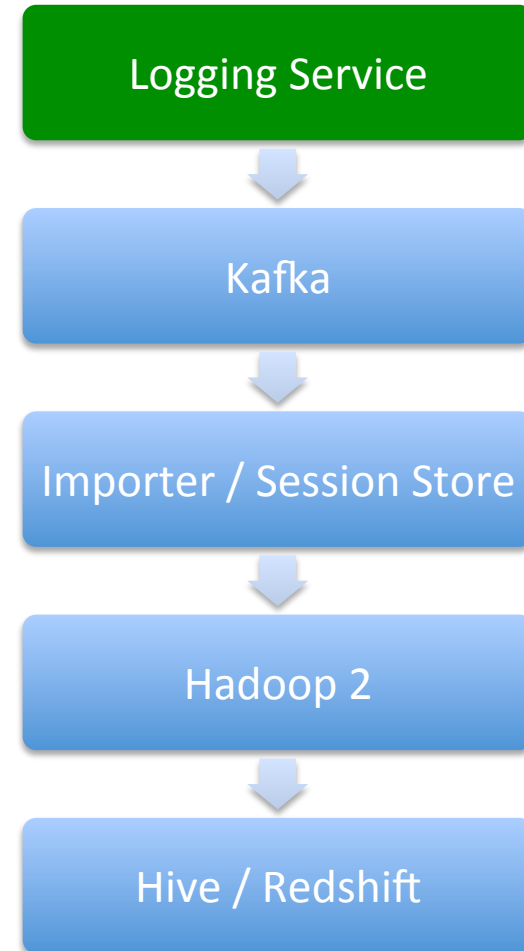 Logging Service
Kafka
Importer / Session Store
Hadoop 2
Hive / Redshift